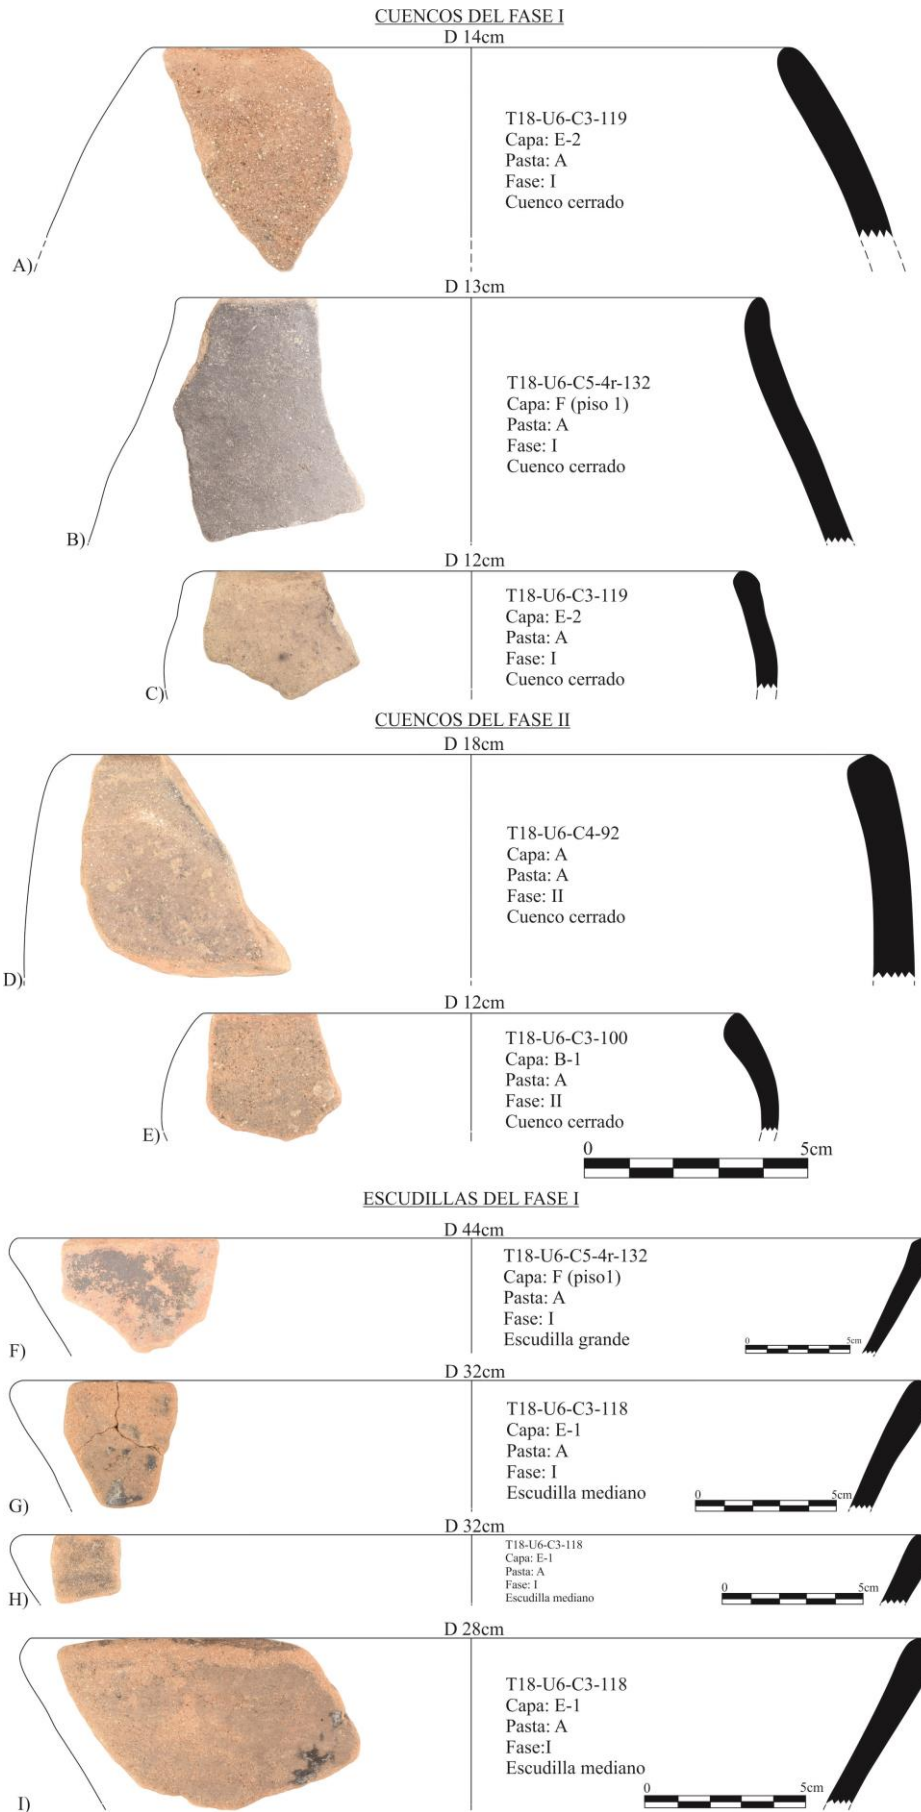 CUENCOS DEL FASE I
D 14cm
T18-U6-C3-119
Capa: E-2
Pasta: A
Fase: I
Cuenco cerrado
A)
D 13cm
T18-U6-C5-4r-132
Capa: F (piso 1)
Pasta: A
Fase: I
Cuenco cerrado
B)
D 12cm
T18-U6-C3-119
Capa: E-2
Pasta: A
Fase: I
Cuenco cerrado
C)
CUENCOS DEL FASE II
D 18cm
T18-U6-C4-92
Capa: A
Pasta: A
Fase: II
Cuenco cerrado
D)
D 12cm
T18-U6-C3-100
Capa: B-1
Pasta: A
Fase: II
Cuenco cerrado
E)
0 5cm
ESCUDILLAS DEL FASE I
D 44cm
T18-U6-C5-4r-132
Capa: F (piso1)
Pasta: A
Fase: I
Escudilla grande
0 5cm
F)
D 32cm
T18-U6-C3-118
Capa: E-1
Pasta: A
Fase: I
Escudilla mediano
0 5cm
G)
D 32cm
T18-U6-C3-118
Capa: E-1
Pasta: A
Fase: I
Escudilla mediano
0 5cm
H)
D 28cm
T18-U6-C3-118
Capa: E-1
Pasta: A
Fase:I
Escudilla mediano
0 5cm
I)